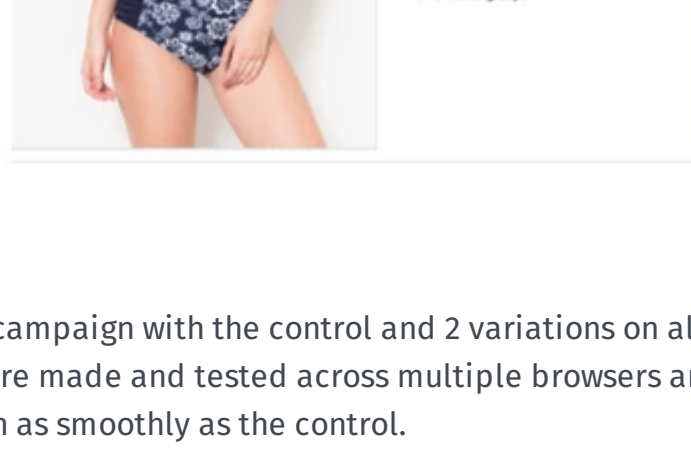 campaign with the control and 2 variations on al
re made and tested across multiple browsers a
as smoothly as the control.